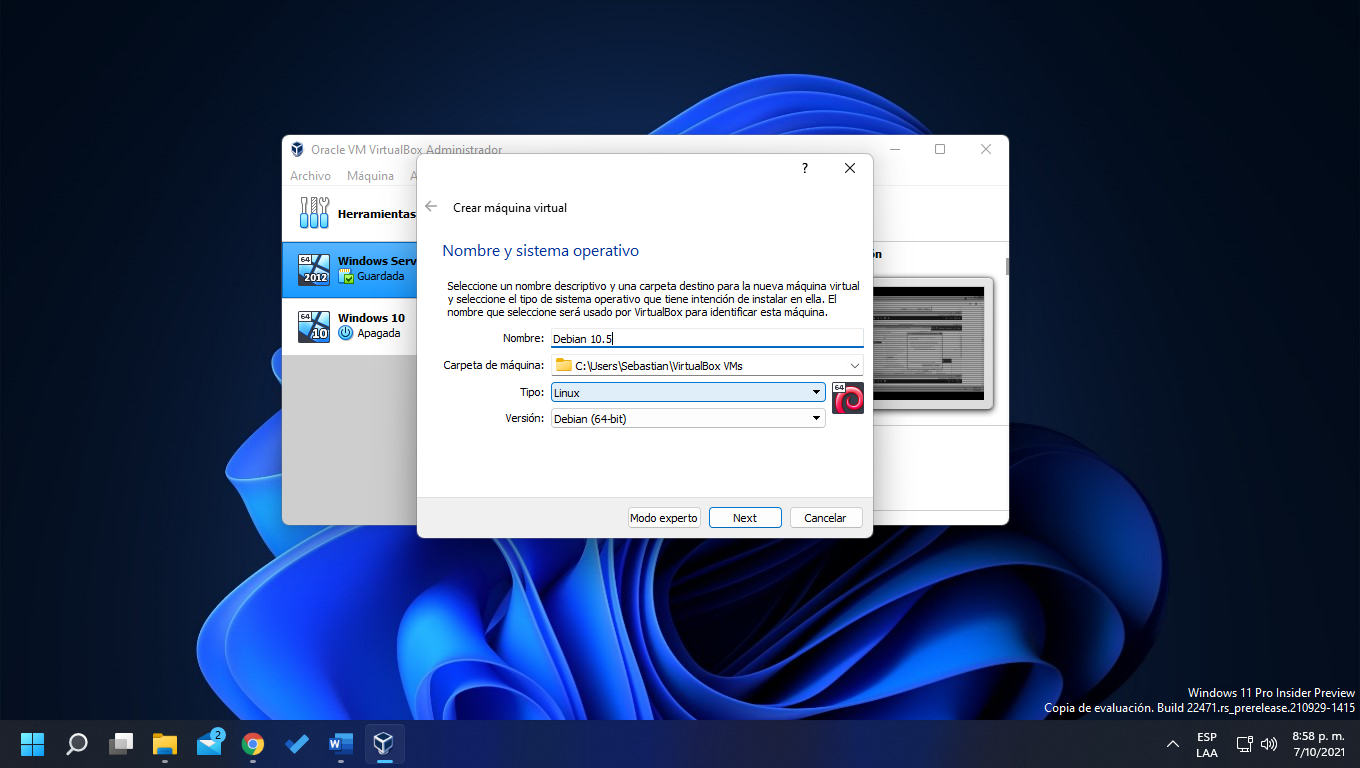 Oracle VM VirtualBox Administrador
Archivo Máquina
Herramientas
64
2012
Windows Serv
Guardada
64
10
Windows 10
Apagada
ón
?
Crear máquina virtual
Nombre y sistema operativo
Seleccione un nombre descriptivo y una carpeta destino para la nueva máquina virtual
y seleccione el tipo de sistema operativo que tiene intención de instalar en ella. El
nombre que seleccione será usado por VirtualBox para identificar esta máquina.
Nombre: Debian 10.5
Carpeta de máquina: C:\Users\Sebastian\VirtualBox VMs
Tipo: Linux
64
Versión: Debian (64-bit)
Modo experto Next Cancelar
Windows 11 Pro Insider Preview
Copia de evaluación. Build 22471.rs_prerelease.210929-1415
2
ESP
LAA
8:58 p. m.
7/10/2021